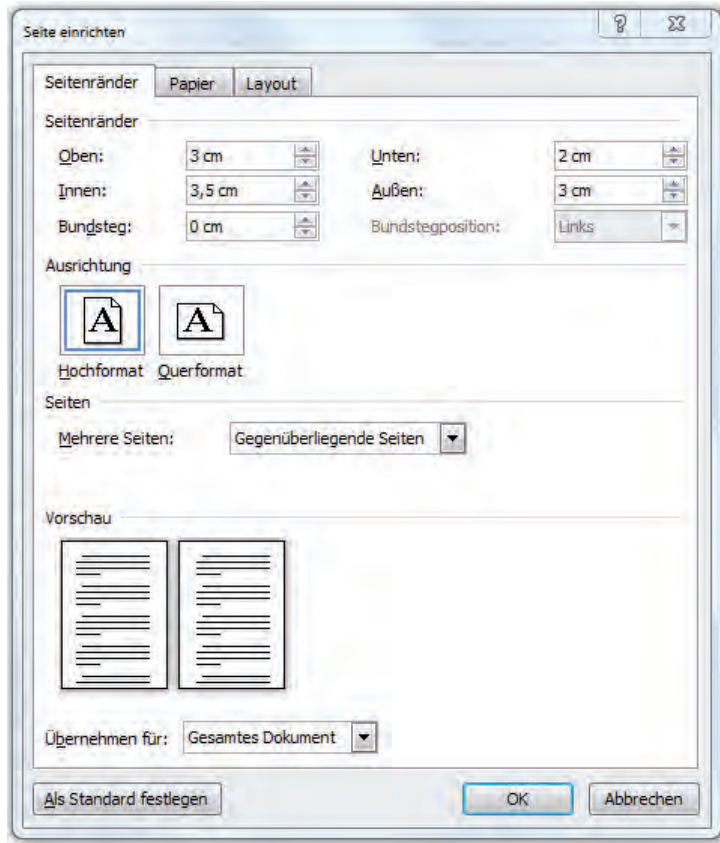 Seite einrichten
Seitenränder Papier Layout
Seitenränder
Oben: 3 cm Unten: 2 cm
Innen: 3,5 cm Außen: 3 cm
Bundsteg: 0 cm Bundstegposition: Links
Ausrichtung
A A
Hochformat Querformat
Seiten
Mehrere Seiten: Gegenüberliegende Seiten
Vorschau
Übernehmen für: Gesamtes Dokument
Als Standard festlegen OK Abbrechen